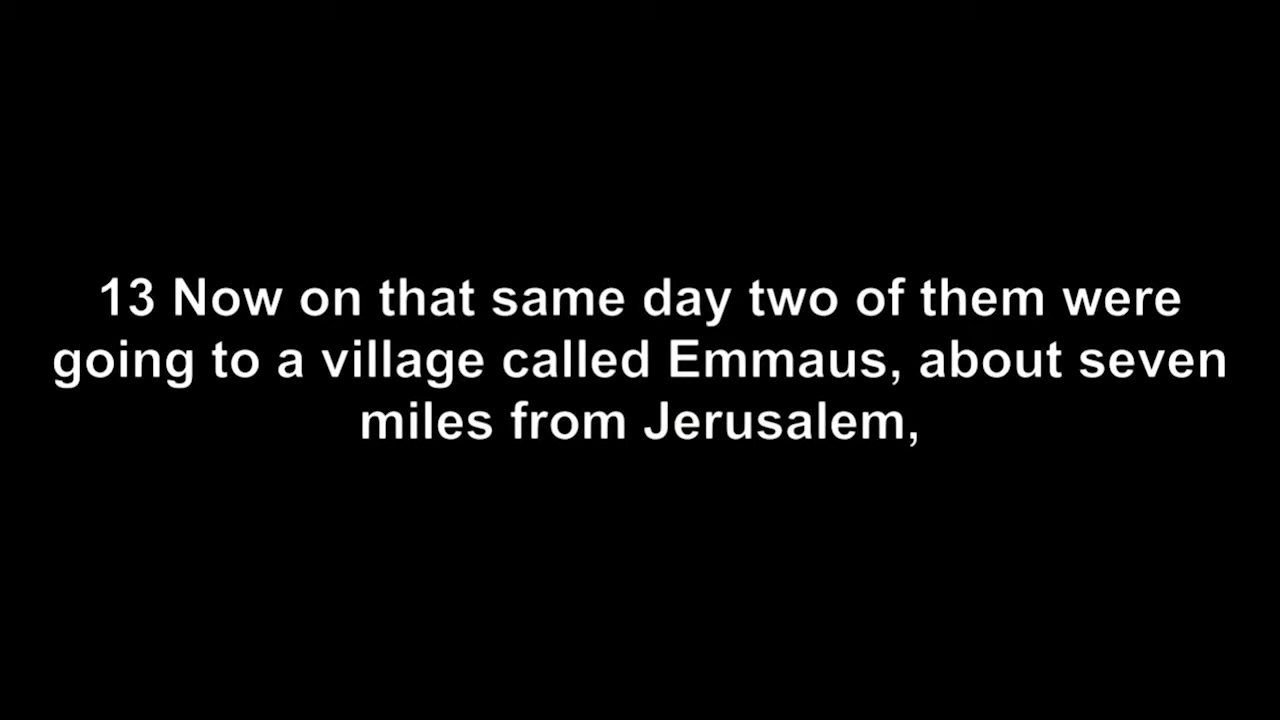 13 Now on that same day two of them were
going to a village called Emmaus, about seven
miles from Jerusalem,